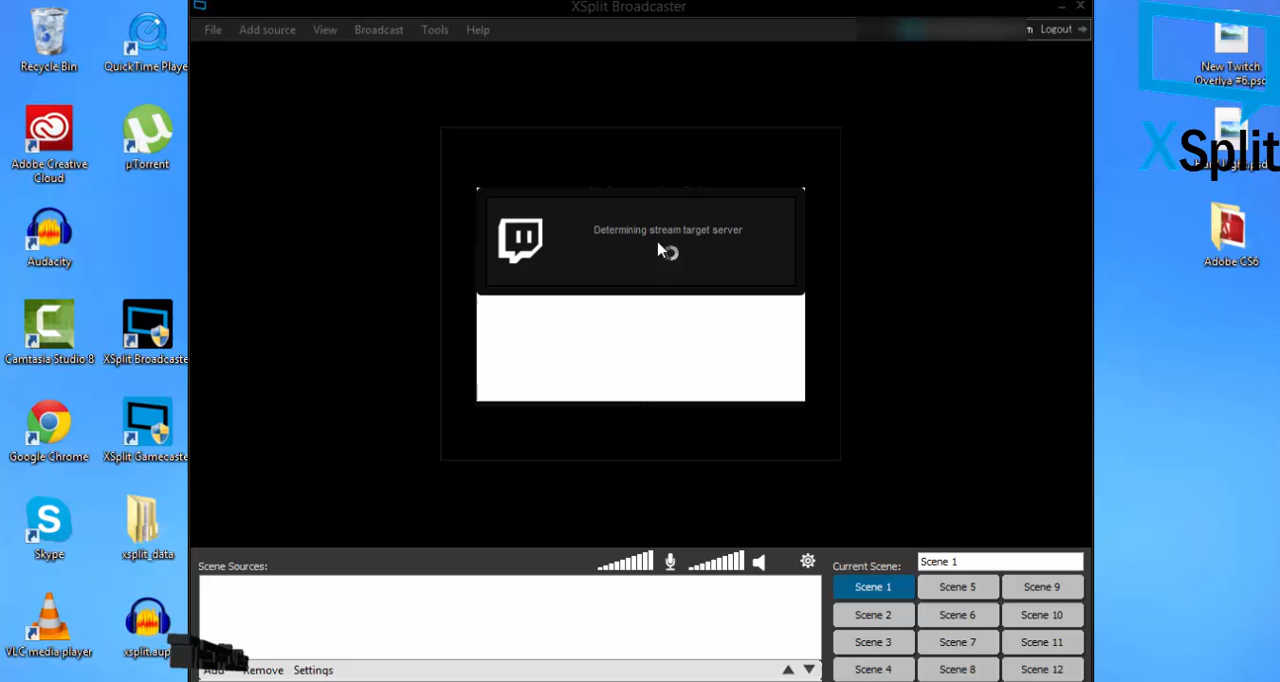 XSplit Broadcaster
File Add source View Broadcast Tools Help
Logout
Recycle Bin
QuickTime Playe
Adobe Creative
Cloud
µTorrent
Audacity
Camtasia Studio 8
XSplit Broadcaste
Google Chrome
XSplit Gamecaste
Skype
xsplit_data
VLC media player
xsplit.aup
Determining stream target server
Scene Sources:
Add Remove Settings
Current Scene:
Scene 1
Scene 1 Scene 5 Scene 9
Scene 2 Scene 6 Scene 10
Scene 3 Scene 7 Scene 11
Scene 4 Scene 8 Scene 12
New Twitch
Overlya #6.psd
XSplit
Adobe CS6